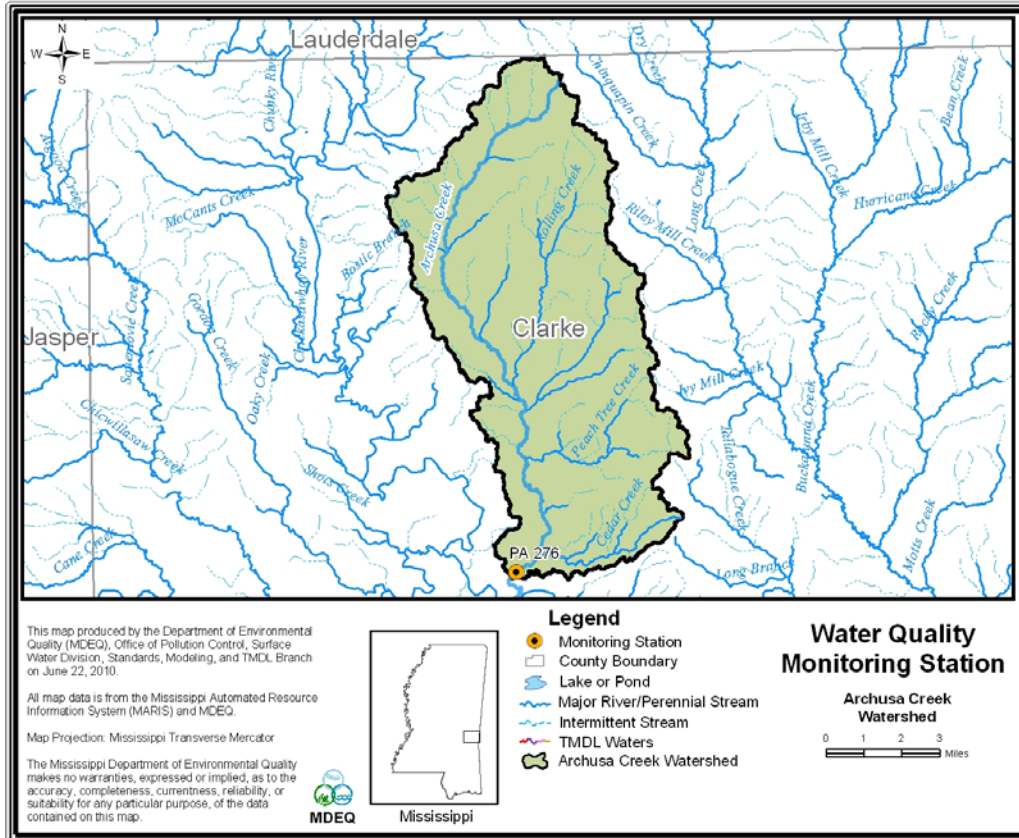 N
W E
S
Lauderdale
Chunky River
Dry Creek
Chinquapin Creek
Bean Creek
Irby Mill Creek
McCants Creek
Archusa Creek
Rolling Creek
Long Creek
Hurricane Creek
Bostic Branch
Riley Mill Creek
Chickasawhay River
Souenlovie Creek
Gordon Creek
Clarke
Jasper
Oaky Creek
Ivy Mill Creek
Peach Tree Creek
Buckatunna Creek
Tallabogue Creek
Chicwillasaw Creek
Shots Creek
Cedar Creek
Motts Creek
Cane Creek
PA 276
Long Branch
This map produced by the Department of Environmental
Quality (MDEQ), Office of Pollution Control, Surface
Water Division, Standards, Modeling, and TMDL Branch
on June 22, 2010.
All map data is from the Mississippi Automated Resource
Information System (MARIS) and MDEQ.
Map Projection: Mississippi Transverse Mercator
The Mississippi Department of Environmental Quality
makes no warranties, expressed or implied, as to the
accuracy, completeness, currentness, reliability, or
suitability for any particular purpose, of the data
contained on this map.
MDEQ
Mississippi
Legend
Monitoring Station
County Boundary
Lake or Pond
Major River/Perennial Stream
Intermittent Stream
TMDL Waters
Archusa Creek Watershed
Water Quality
Monitoring Station
Archusa Creek
Watershed
0 1 2 3
Miles